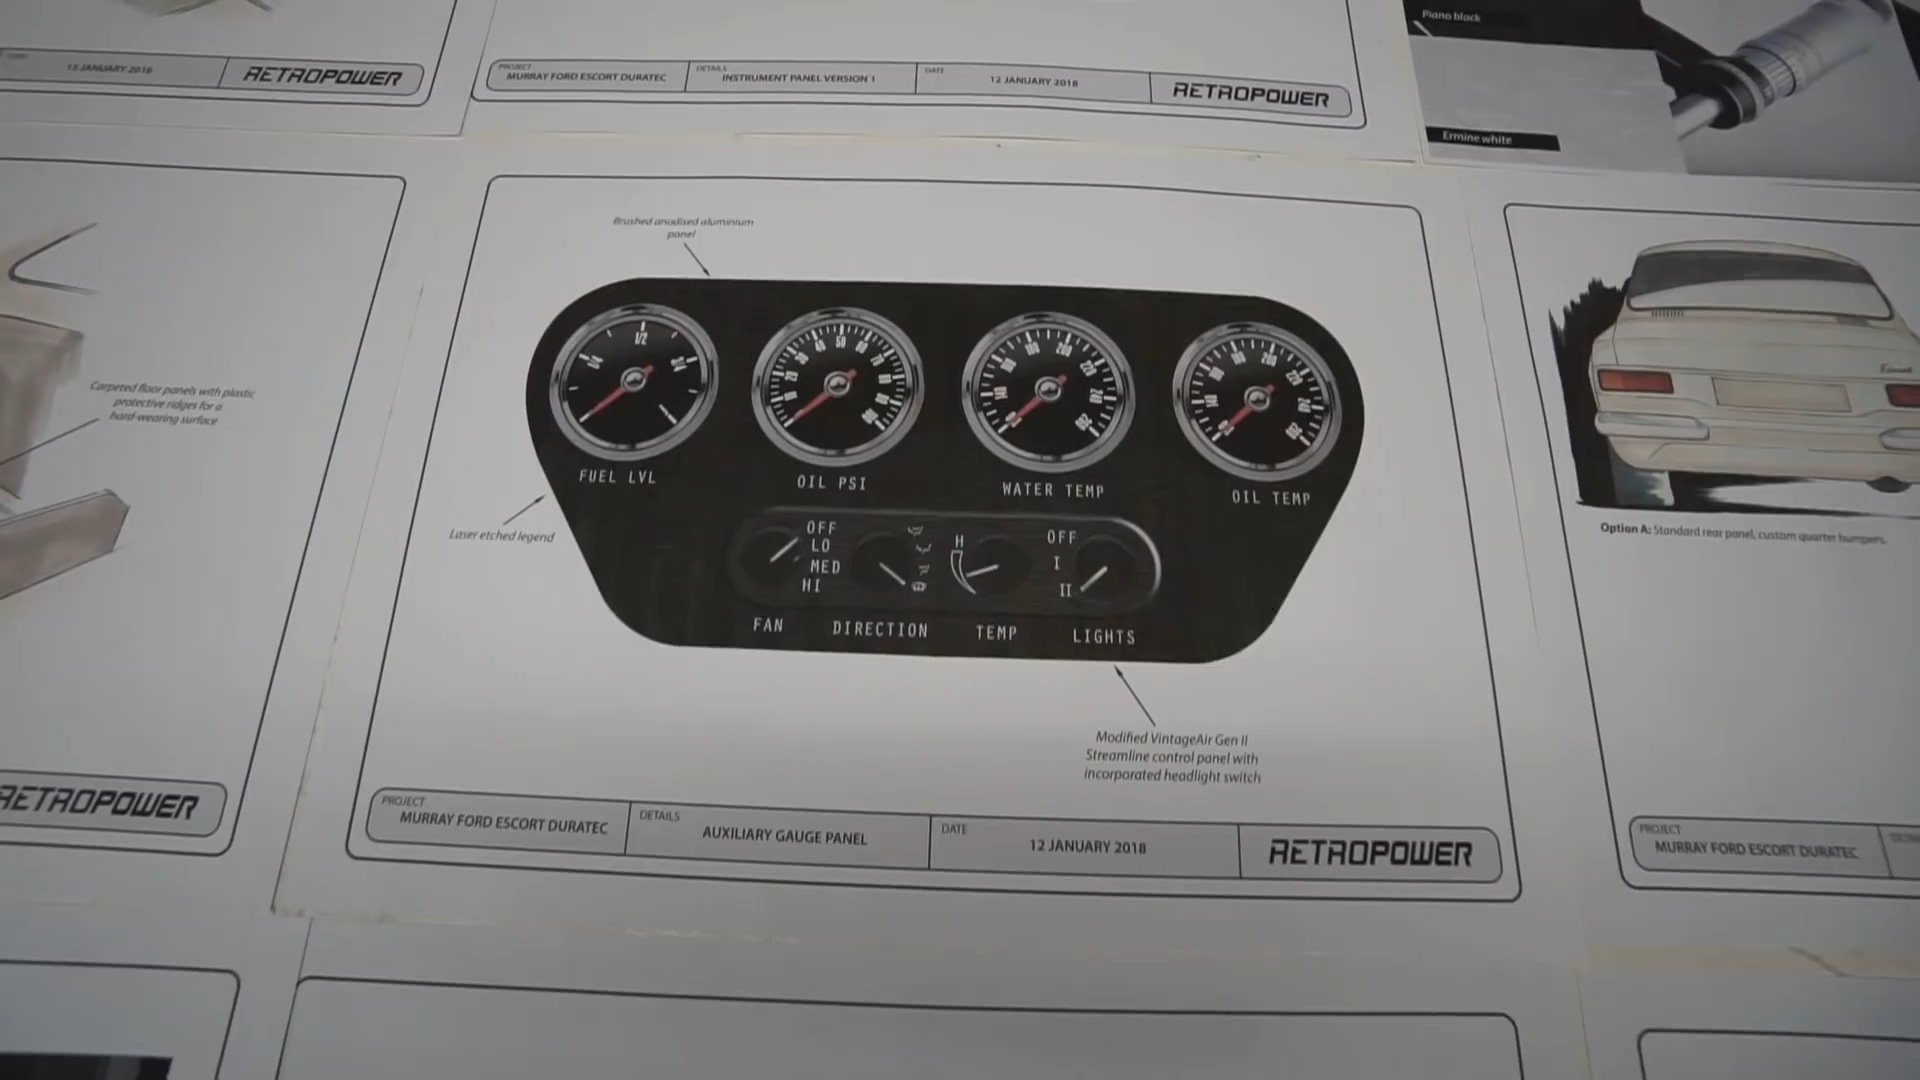 Piano black
Ermine white
15 JANUARY 2018
RETROPOWER
PROJECT
MURRAY FORD ESCORT DURATEC
DETAILS
INSTRUMENT PANEL VERSION 1
DATE
12 JANUARY 2018
RETROPOWER
Carpeted floor panels with plastic
protective ridges for a
hard-wearing surface
RETROPOWER
Brushed anodised aluminium
panel
1/2
FUEL LVL
OIL PSI
WATER TEMP
OIL TEMP
Laser etched legend
OFF
LO
MED
HI
H
OFF
I
II
FAN
DIRECTION
TEMP
LIGHTS
Modified VintageAir Gen II
Streamline control panel with
incorporated headlight switch
PROJECT
MURRAY FORD ESCORT DURATEC
DETAILS
AUXILIARY GAUGE PANEL
DATE
12 JANUARY 2018
RETROPOWER
Option A: Standard rear panel, custom quarter bumpers.
PROJECT
MURRAY FORD ESCORT DURATEC